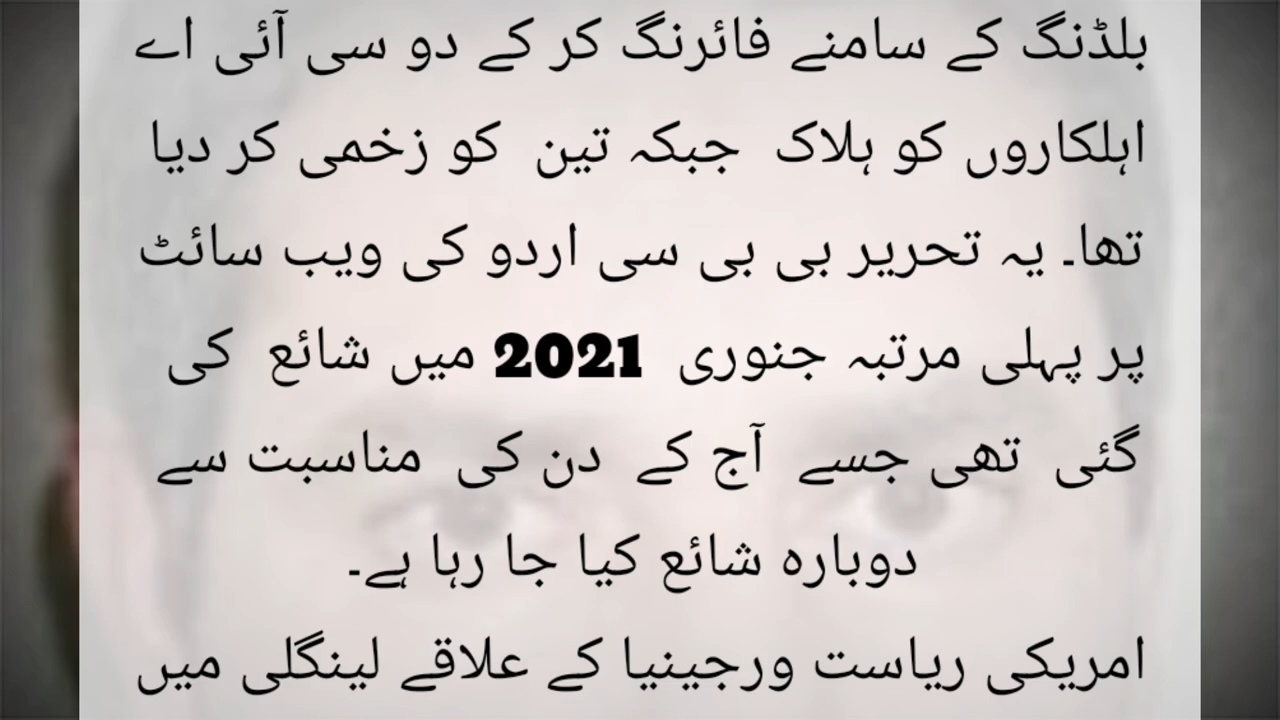 بلڈنگ کے سامنے فائرنگ کر کے دو سی آئی اے
اہلکاروں کو ہلاک جبکہ تین کو زخمی کر دیا
تھا۔ یہ تحریر بی بی سی اردو کی ویب سائٹ
پر پہلی مرتبہ جنوری 2021 میں شائع کی
گئی تھی جسے آج کے دن کی مناسبت سے
دوبارہ شائع کیا جا رہا ہے۔
امریکی ریاست ورجینیا کے علاقے لینگلی میں